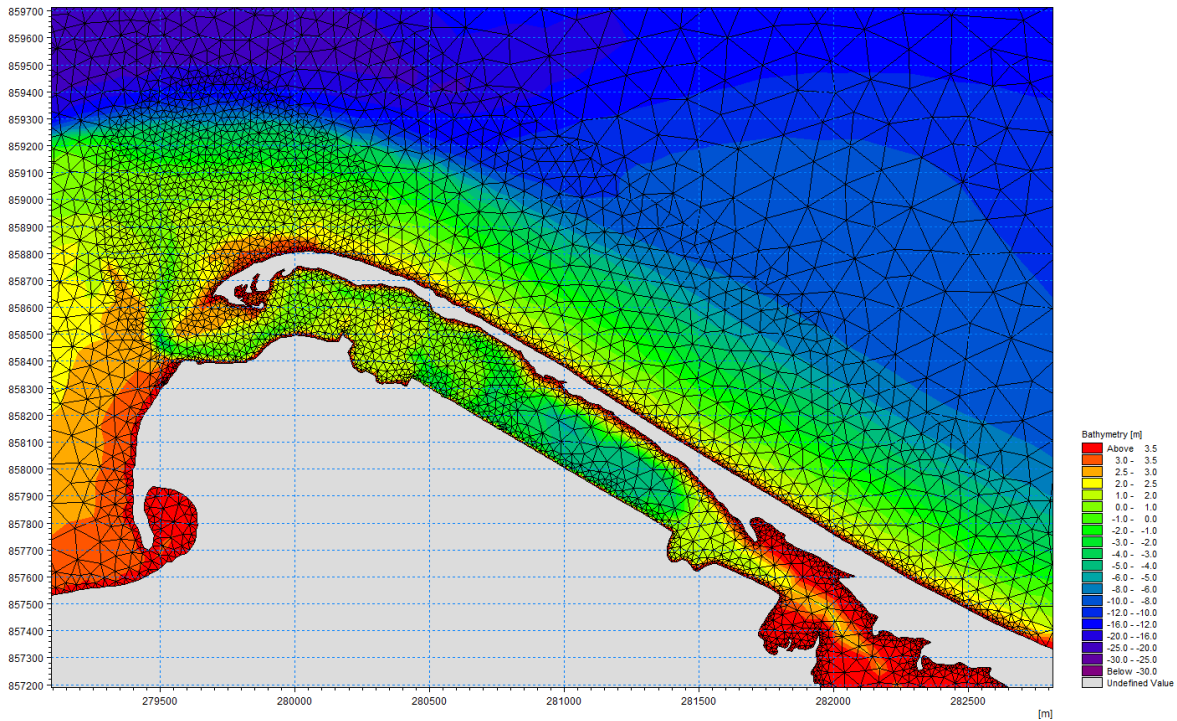 859700
859600
859500
859400
859300
859200
859100
859000
858900
858800
858700
858600
858500
858400
858300
858200
858100
858000
857900
857800
857700
857600
857500
857400
857300
857200
279500 280000 280500 281000 281500 282000 282500
[m]
Bathymetry [m]
Above 3.5
3.0 - 3.5
2.5 - 3.0
2.0 - 2.5
1.0 - 2.0
0.0 - 1.0
-1.0 - 0.0
-2.0 - -1.0
-3.0 - -2.0
-4.0 - -3.0
-5.0 - -4.0
-6.0 - -5.0
-8.0 - -6.0
-10.0 - -8.0
-12.0 - -10.0
-16.0 - -12.0
-20.0 - -16.0
-25.0 - -20.0
-30.0 - -25.0
Below -30.0
Undefined Value